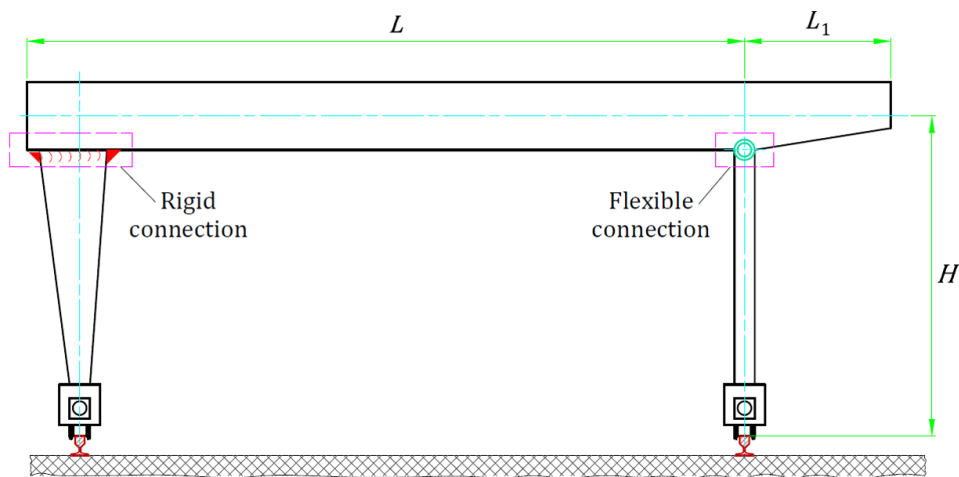 L
L₁
Rigid
connection
Flexible
connection
H